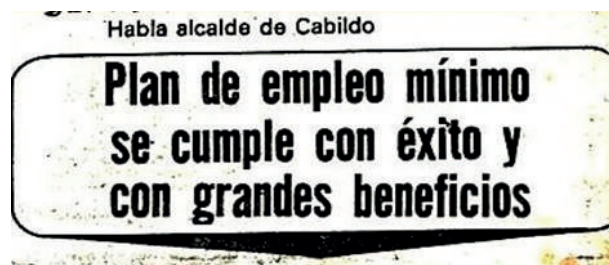 Habla alcalde de Cabildo
Plan de empleo mínimo
se cumple con éxito y
con grandes beneficios